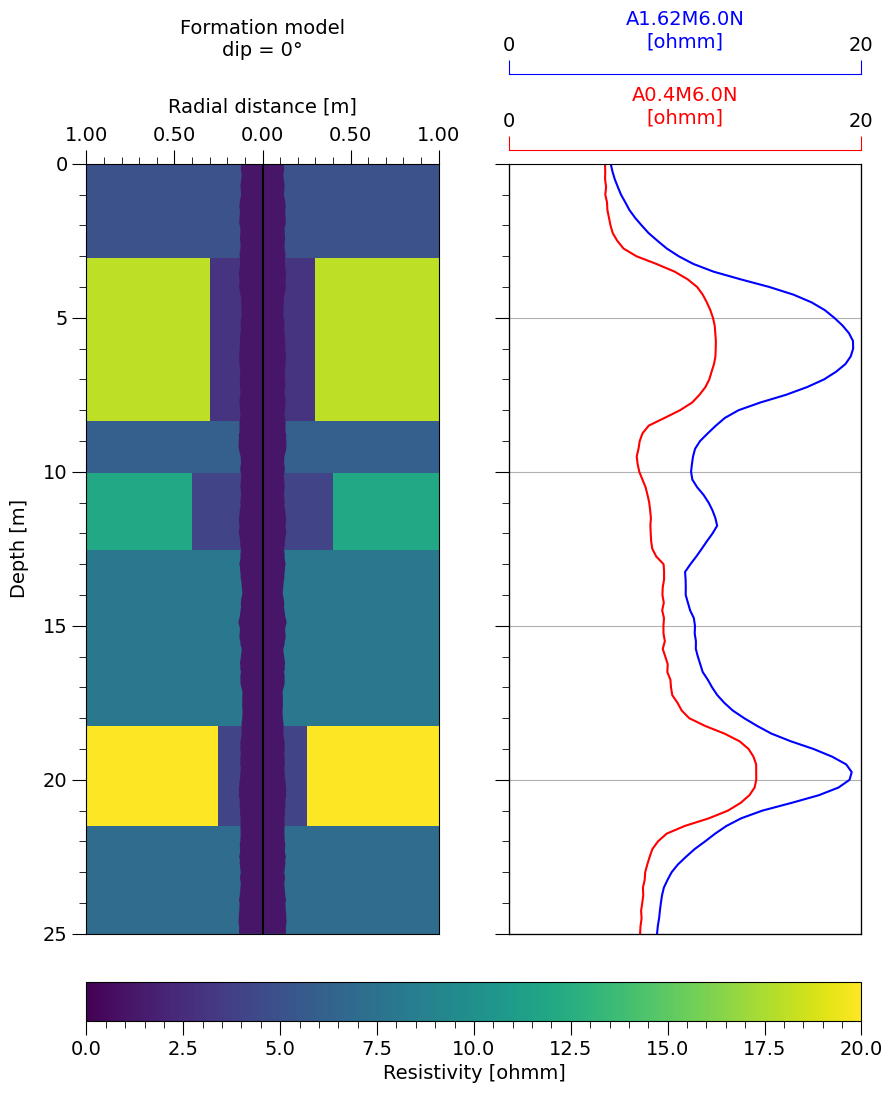 Formation model
dip = 0°
Radial distance [m]
1.00 0.50 0.00 0.50 1.00
A1.62M6.0N
[ohmm]
0 20
A0.4M6.0N
[ohmm]
0 20
Depth [m]
0
5
10
15
20
25
0.0 2.5 5.0 7.5 10.0 12.5 15.0 17.5 20.0
Resistivity [ohmm]